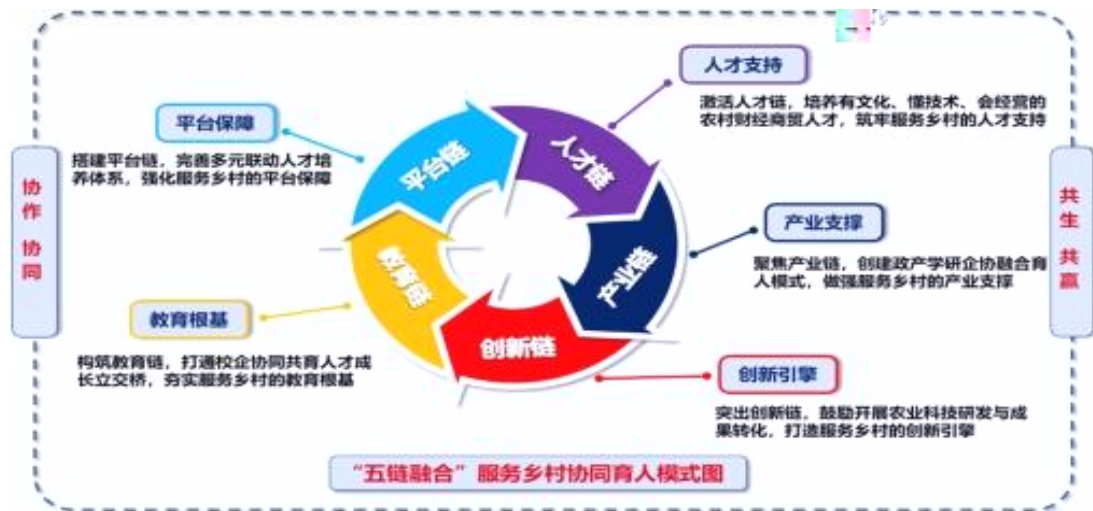 人才支持
激活人才链，培养有文化、懂技术、会经营的
农村财经商贸人才，筑牢服务乡村的人才支持
平台保障
搭建平台链，完善多元联动人才培
养体系，强化服务乡村的平台保障
平台链
人才链
产业链
创新链
教育链
协作 协同
共生 共赢
产业支撑
聚焦产业链，创建政产学研企协融合育
人模式，做强服务乡村的产业支撑
教育根基
构筑教育链，打通校企协同共育人才成
长立交桥，夯实服务乡村的教育根基
创新引擎
突出创新链，鼓励开展农业科技研发与成
果转化，打造服务乡村的创新引擎
“五链融合”服务乡村协同育人模式图